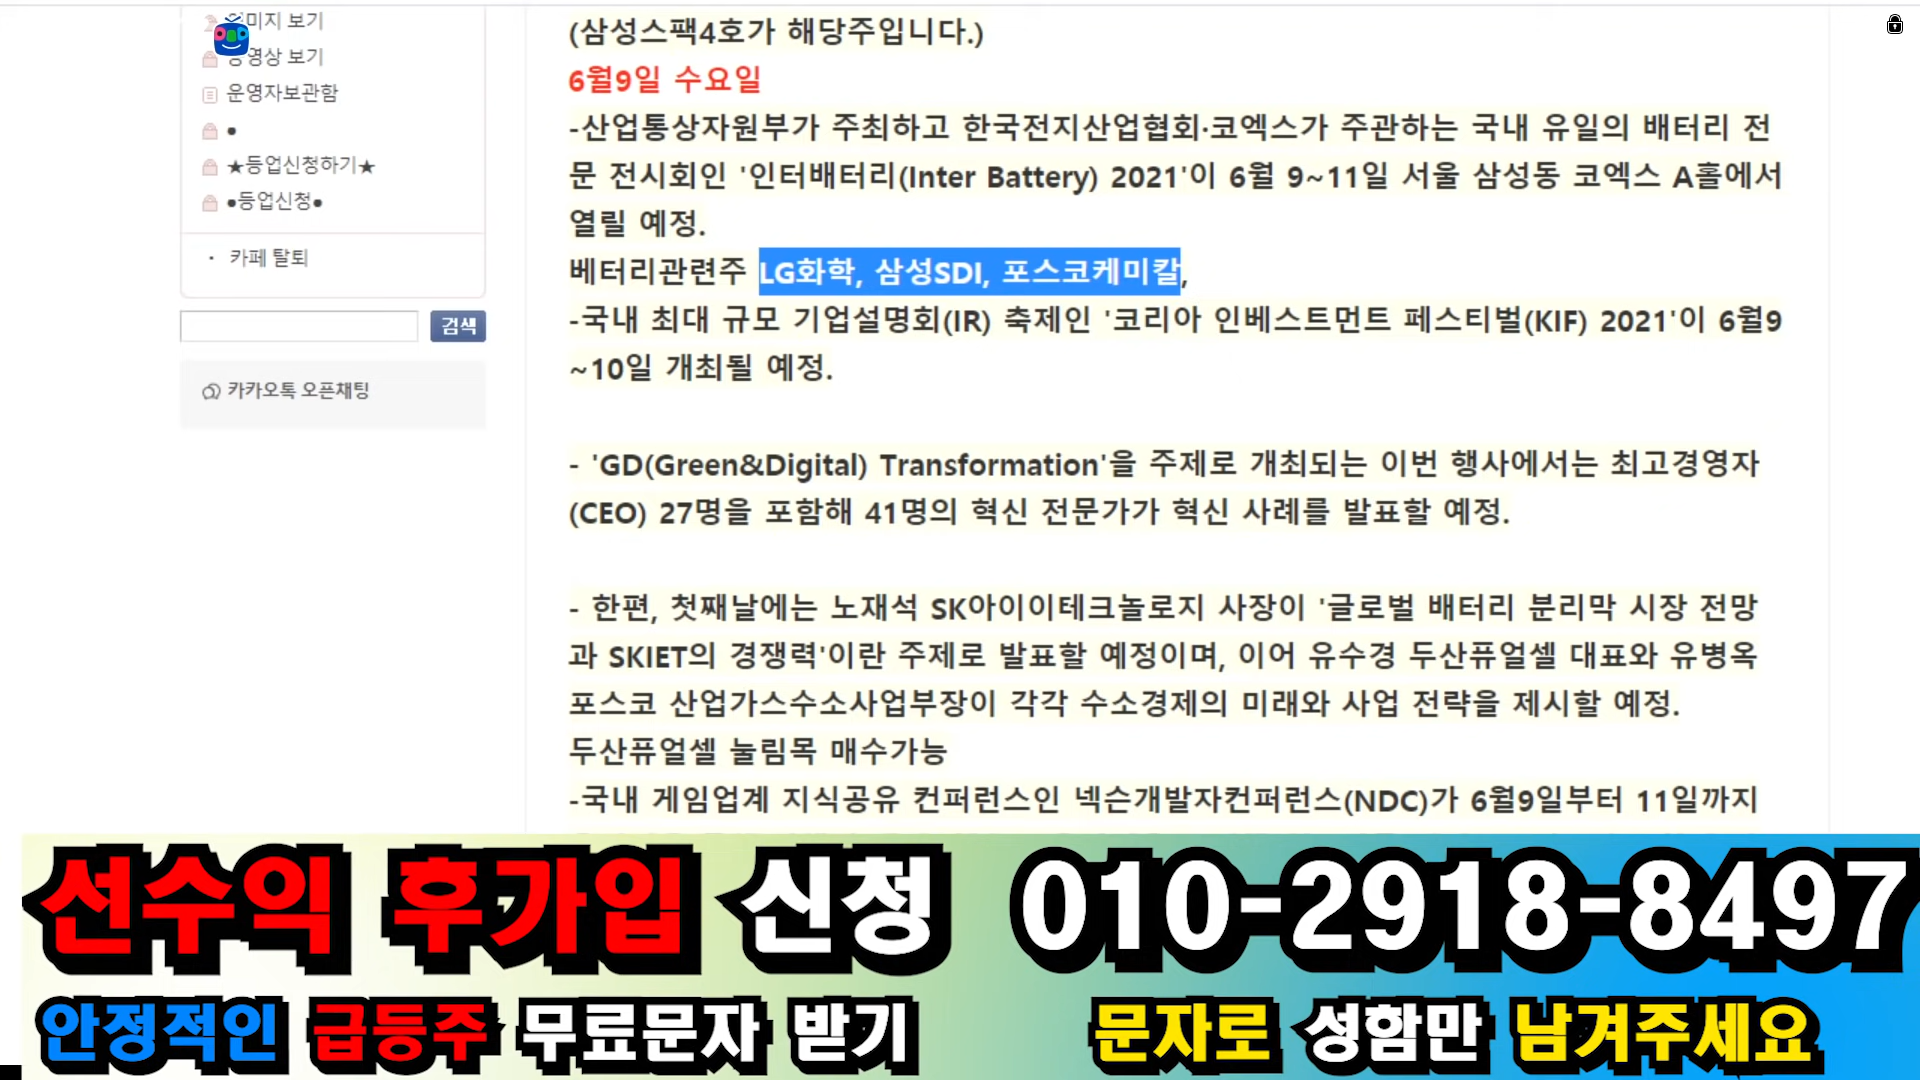 이미지 보기
동영상 보기
운영자보관함
●
★등업신청하기★
●등업신청●
· 카페 탈퇴
검색
카카오톡 오픈채팅
(삼성스팩4호가 해당주입니다.)
6월9일 수요일
-산업통상자원부가 주최하고 한국전지산업협회·코엑스가 주관하는 국내 유일의 배터리 전
문 전시회인 '인터배터리(Inter Battery) 2021'이 6월 9~11일 서울 삼성동 코엑스 A홀에서
열릴 예정.
베터리관련주 LG화학, 삼성SDI, 포스코케미칼,
-국내 최대 규모 기업설명회(IR) 축제인 '코리아 인베스트먼트 페스티벌(KIF) 2021'이 6월9
~10일 개최될 예정.
- 'GD(Green&Digital) Transformation'을 주제로 개최되는 이번 행사에서는 최고경영자
(CEO) 27명을 포함해 41명의 혁신 전문가가 혁신 사례를 발표할 예정.
- 한편, 첫째날에는 노재석 SK아이이테크놀로지 사장이 '글로벌 배터리 분리막 시장 전망
과 SKIET의 경쟁력'이란 주제로 발표할 예정이며, 이어 유수경 두산퓨얼셀 대표와 유병옥
포스코 산업가스수소사업부장이 각각 수소경제의 미래와 사업 전략을 제시할 예정.
두산퓨얼셀 눌림목 매수가능
-국내 게임업계 지식공유 컨퍼런스인 넥슨개발자컨퍼런스(NDC)가 6월9일부터 11일까지
선수익 후가입 신청 010-2918-8497
안정적인 급등주 무료문자 받기 문자로 성함만 남겨주세요